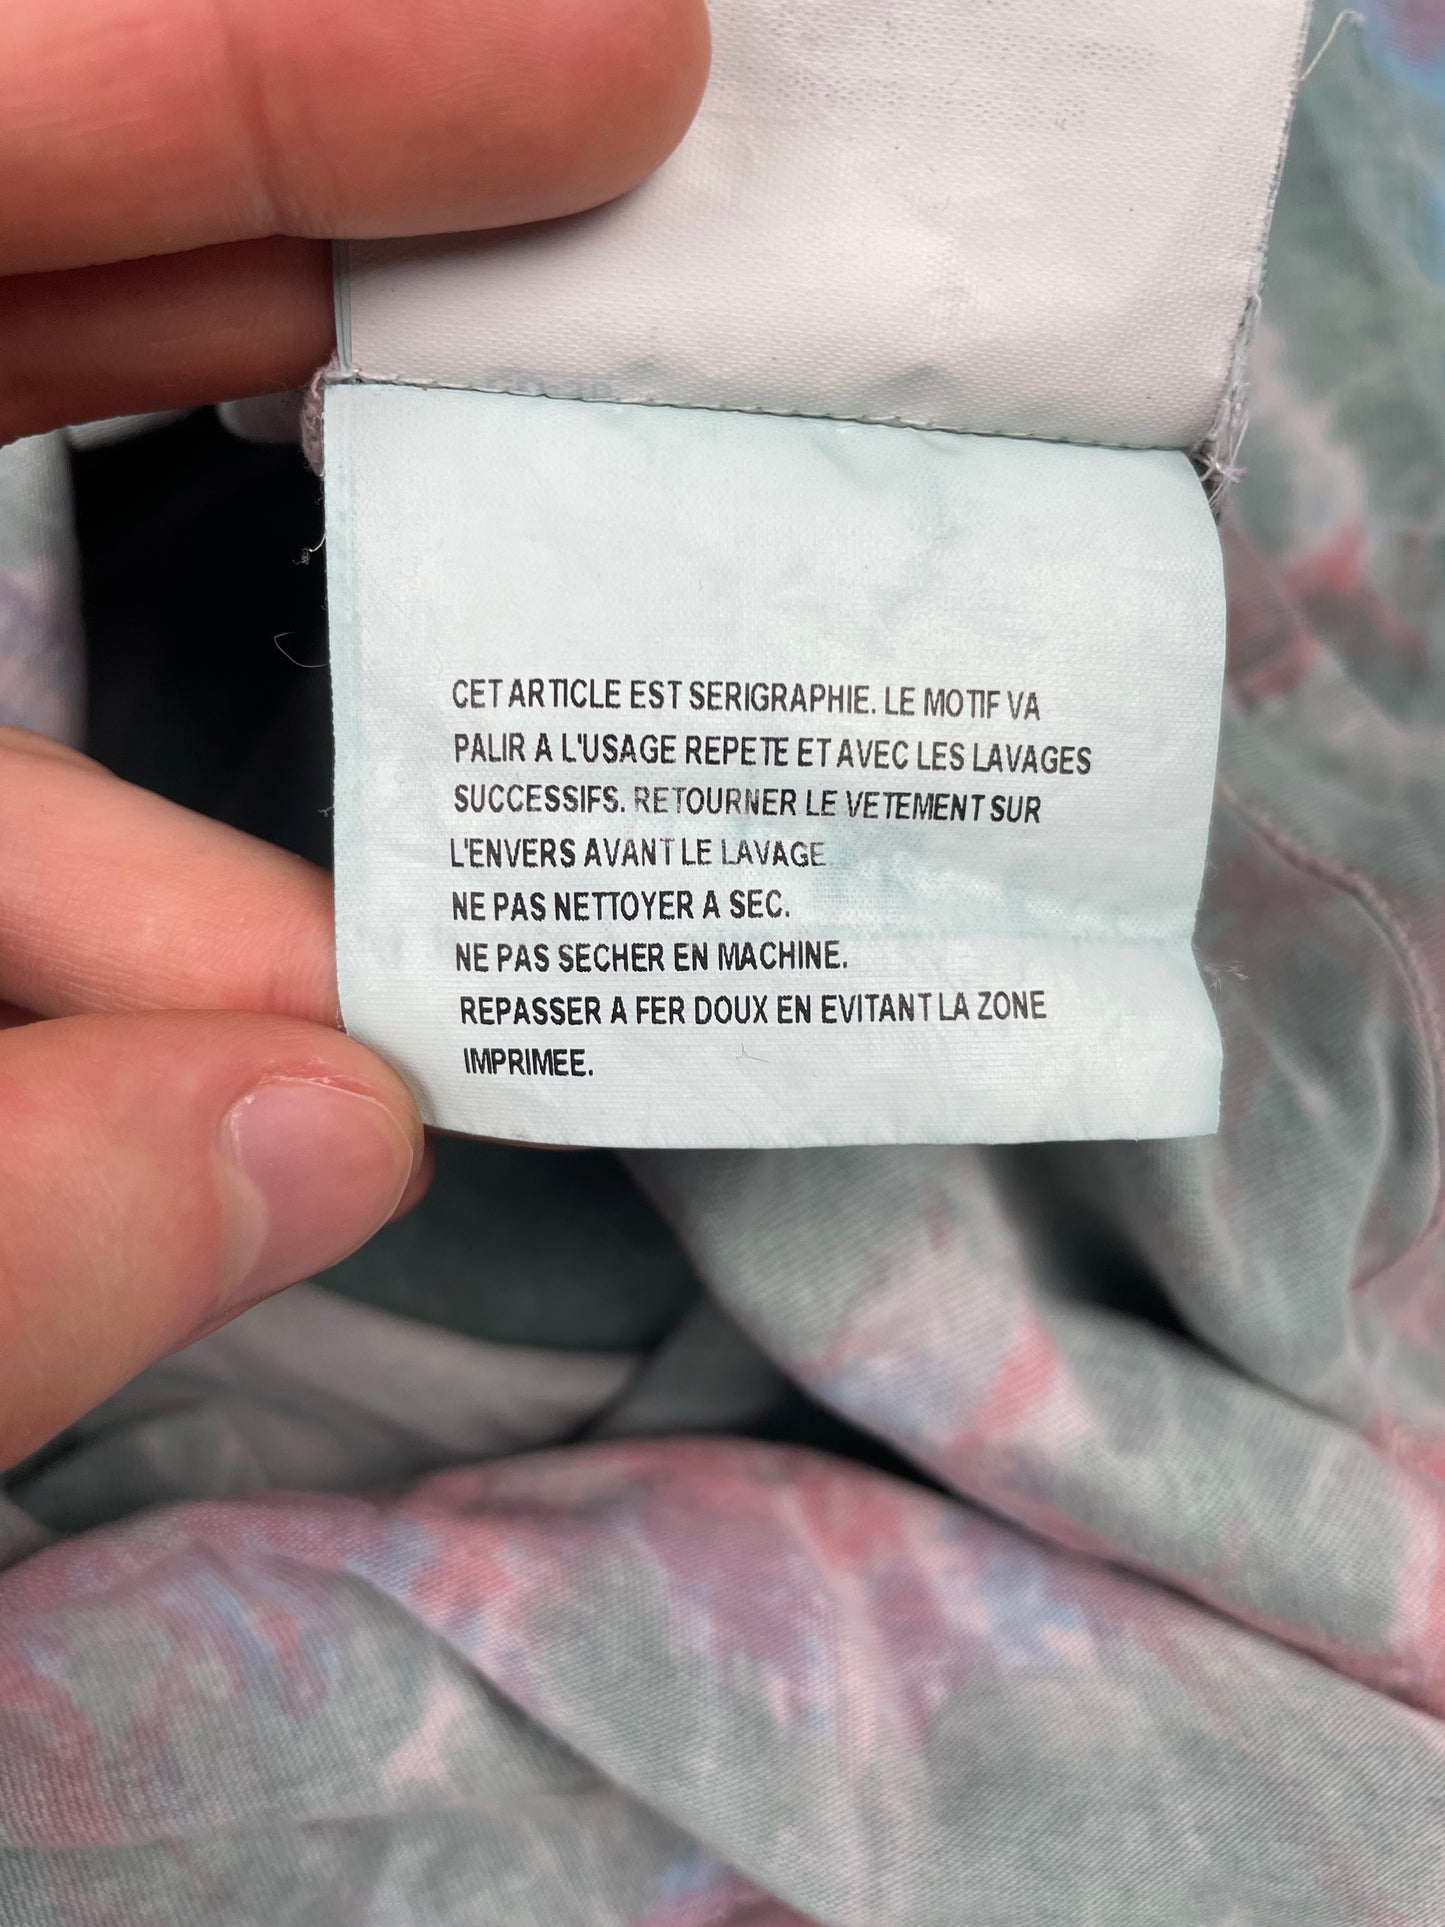 CET ARTICLE EST SERIGRAPHIE. LE MOTIF VA
PALIR A L'USAGE REPETE ET AVEC LES LAVAGES
SUCCESSIFS. RETOURNER LE VETEMENT SUR
L'ENVERS AVANT LE LAVAGE
NE PAS NETTOYER A SEC.
NE PAS SECHER EN MACHINE.
REPASSER A FER DOUX EN EVITANT LA ZONE
IMPRIMEE.